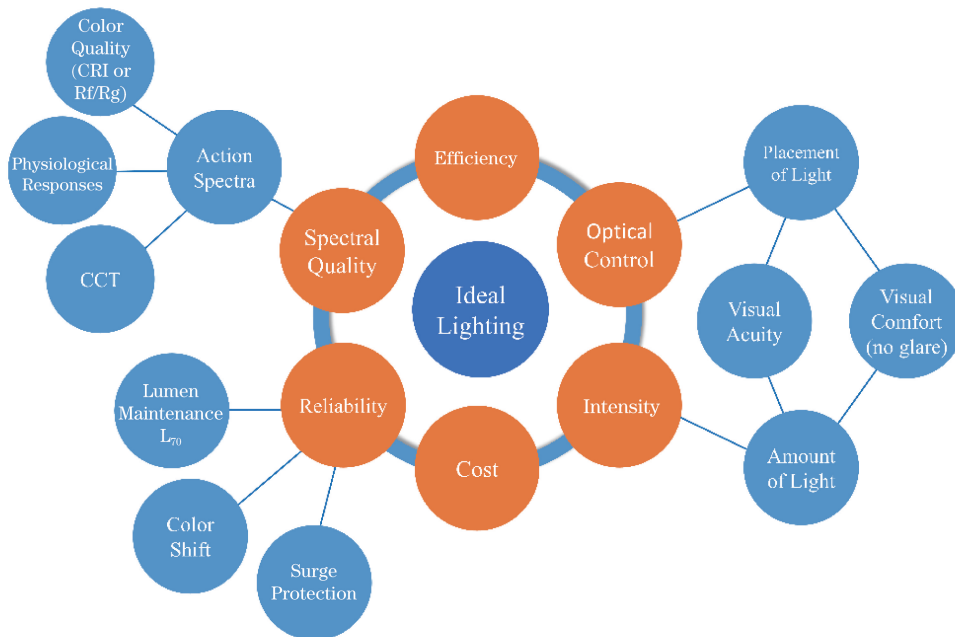 Color
Quality
(CRI or
Rf/Rg)
Physiological
Responses
Action
Spectra
CCT
Spectral
Quality
Efficiency
Optical
Control
Ideal
Lighting
Placement
of Light
Visual
Acuity
Visual
Comfort
(no glare)
Lumen
Maintenance
L₇₀
Reliability
Cost
Intensity
Amount
of Light
Color
Shift
Surge
Protection